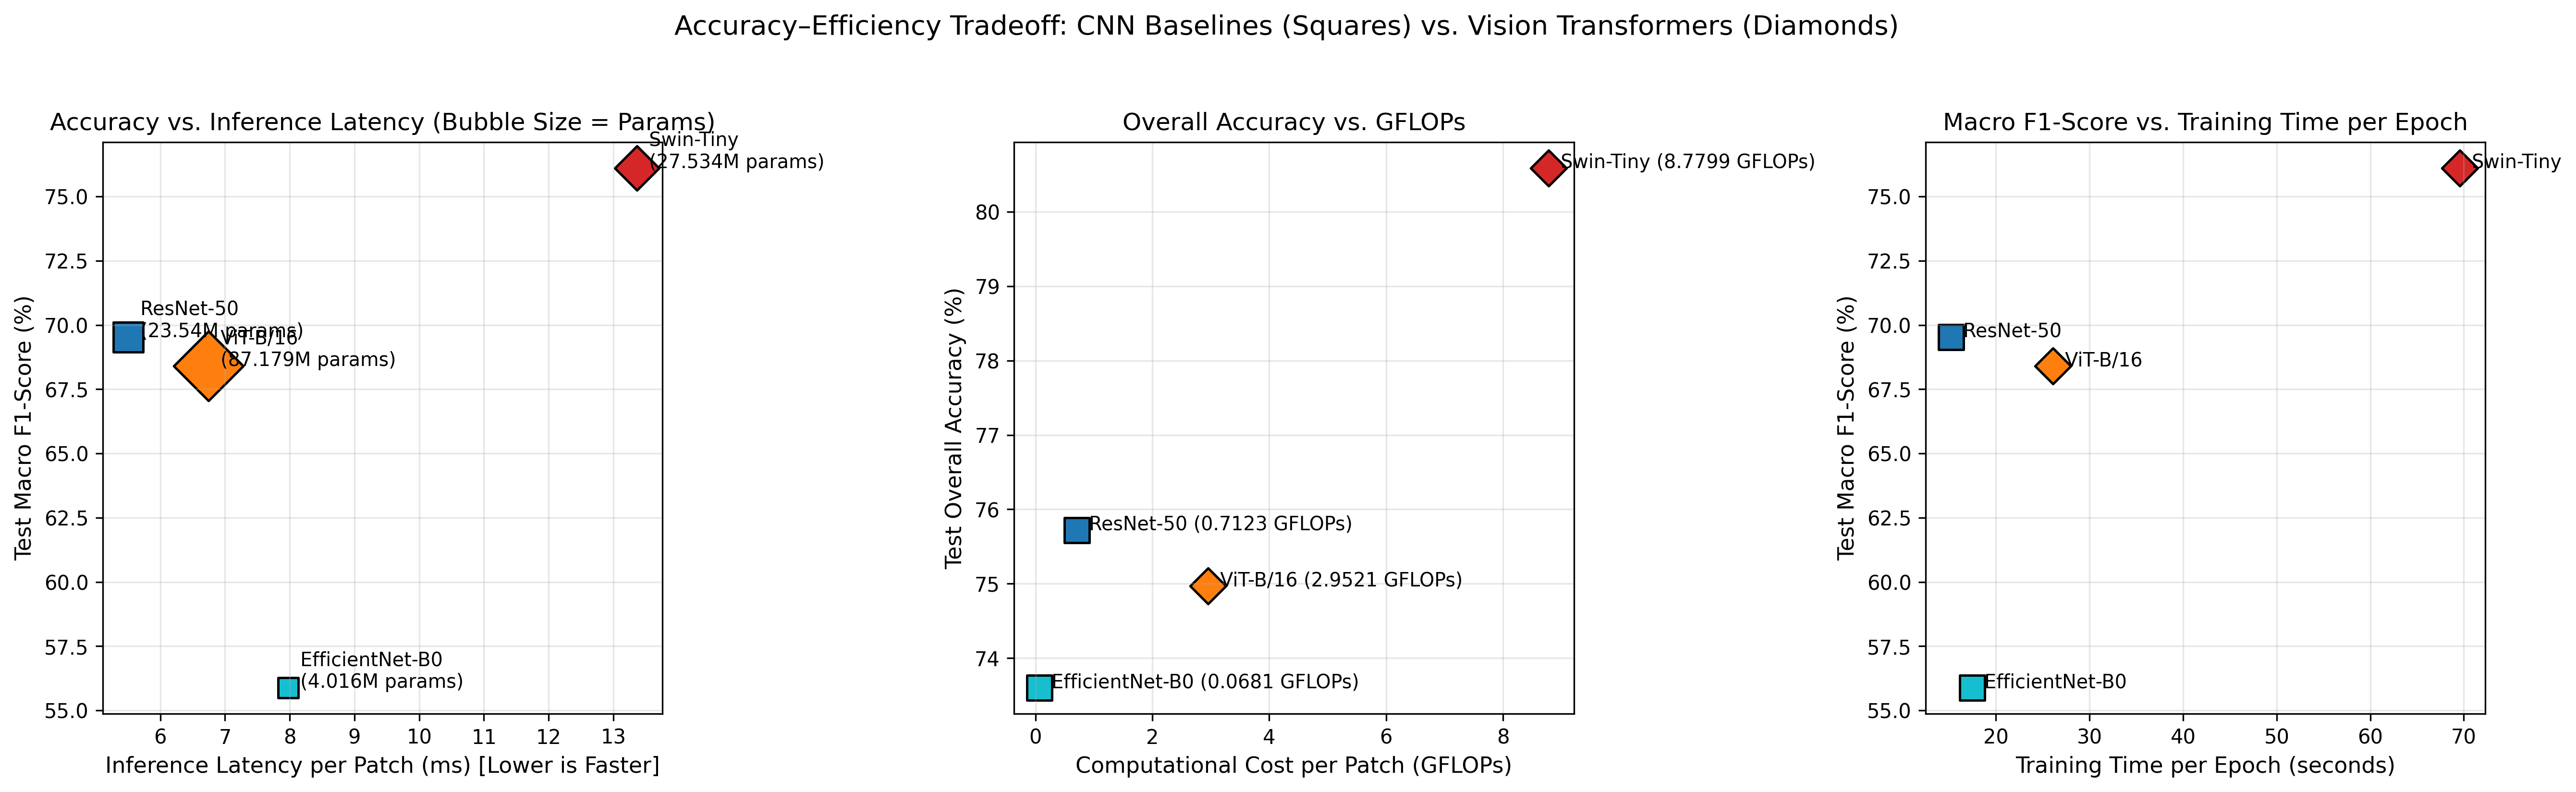 Accuracy–Efficiency Tradeoff: CNN Baselines (Squares) vs. Vision Transformers (Diamonds)
Accuracy vs. Inference Latency (Bubble Size = Params)
Test Macro F1-Score (%)
75.0
72.5
70.0
67.5
65.0
62.5
60.0
57.5
55.0
Swin-Tiny
(27.534M params)
ResNet-50
(23.54M params)
ViT-B/16
(87.179M params)
EfficientNet-B0
(4.016M params)
6 7 8 9 10 11 12 13
Inference Latency per Patch (ms) [Lower is Faster]
Overall Accuracy vs. GFLOPs
Test Overall Accuracy (%)
80
79
78
77
76
75
74
Swin-Tiny (8.7799 GFLOPs)
ResNet-50 (0.7123 GFLOPs)
ViT-B/16 (2.9521 GFLOPs)
EfficientNet-B0 (0.0681 GFLOPs)
0 2 4 6 8
Computational Cost per Patch (GFLOPs)
Macro F1-Score vs. Training Time per Epoch
Test Macro F1-Score (%)
75.0
72.5
70.0
67.5
65.0
62.5
60.0
57.5
55.0
Swin-Tiny
ResNet-50
ViT-B/16
EfficientNet-B0
20 30 40 50 60 70
Training Time per Epoch (seconds)